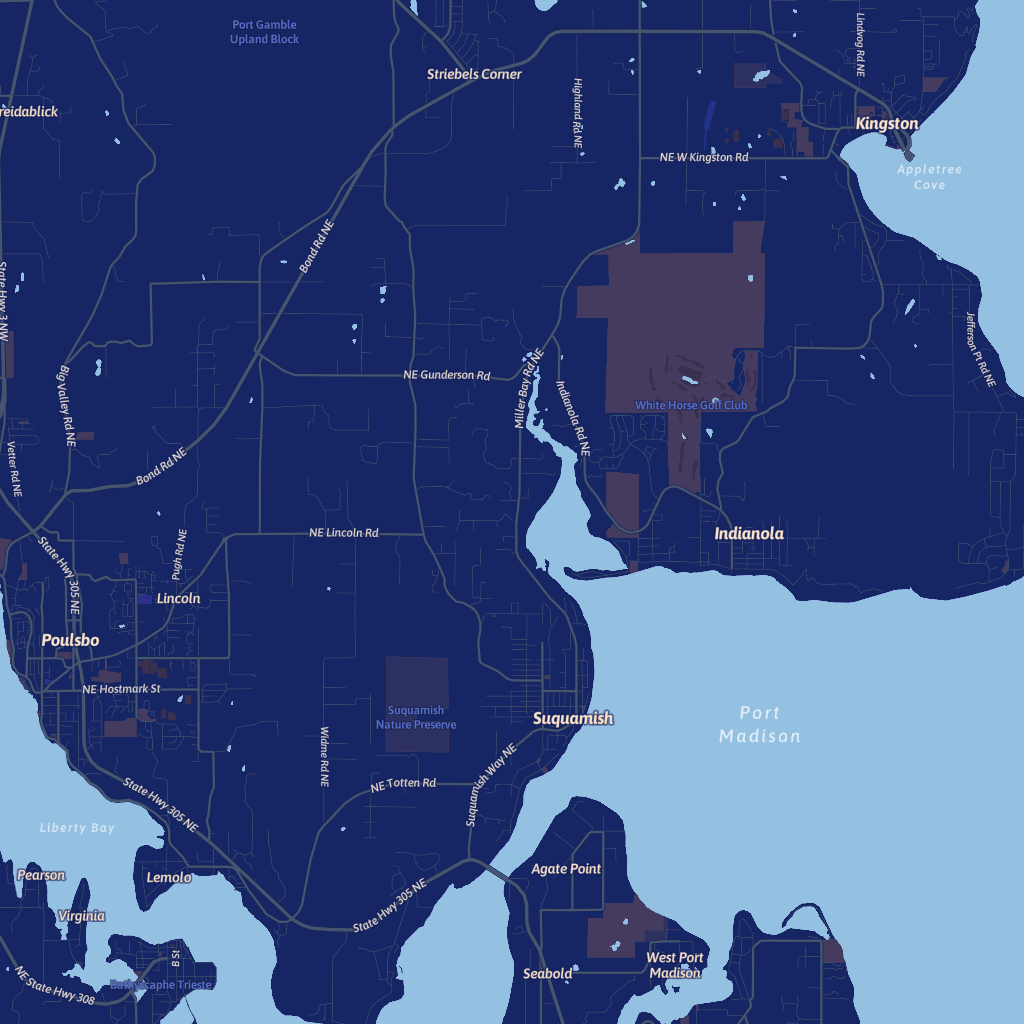 Port Gamble
Upland Block
Lindvog Rd NE
Striebels Corner
Highland Rd NE
reidablick
Kingston
NE W Kingston Rd
Appletree
Cove
Bond Rd NE
State Hwy 3 NW
Jefferson Pt Rd NE
Big Valley Rd NE
NE Gunderson Rd
Miller Bay Rd NE
Indianola Rd NE
White Horse Golf Club
Vetter Rd NE
Bond Rd NE
NE Lincoln Rd
Indianola
Pugh Rd NE
State Hwy 305 NE
Lincoln
Poulsbo
NE Hostmark St
Suquamish
Nature Preserve
Suquamish
Port
Madison
Widme Rd NE
NE Totten Rd
Suquamish Way NE
State Hwy 305 NE
Liberty Bay
Pearson
Lemolo
Agate Point
State Hwy 305 NE
Virginia
B St
West Port
Madison
Seabold
NE State Hwy 308
Bathyscaphe Trieste